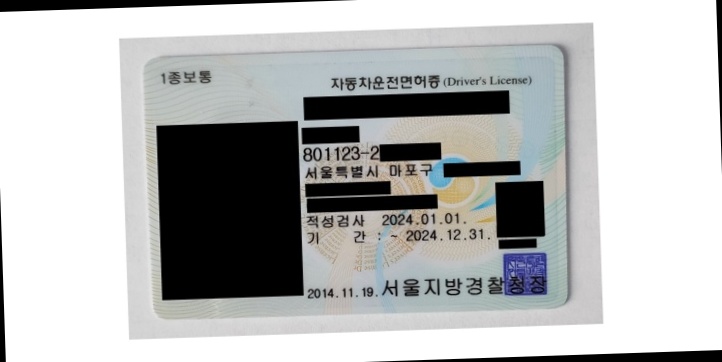 1종보통
자동차운전면허증 (Driver's License)
801123-2
서울특별시 마포구
적성검사 2024.01.01.
기 간 : ~ 2024.12.31.
2014.11.19. 서울지방경찰청장